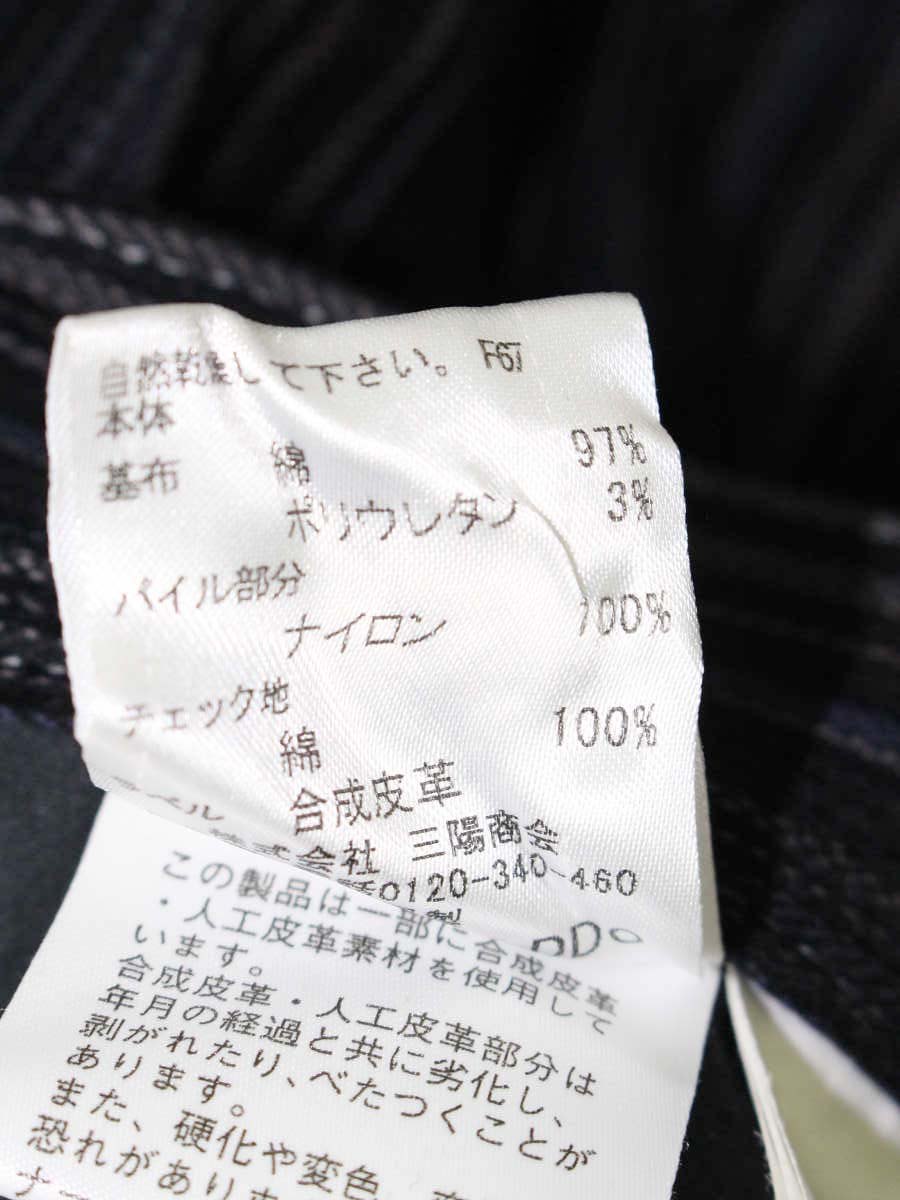 自然乾燥して下さい。 F67
本体
基布 綿 97%
ポリウレタン 3%
パイル部分
ナイロン 100%
チェック地
綿 100%
合成皮革
株式会社 三陽商会
0120-340-460
この製品は一部に合成皮革
・人工皮革素材を使用して
います。
合成皮革・人工皮革部分は
年月の経過と共に劣化し、
剥がれたり、べたつくことが
あります。
また、硬化や変色、
恐れがありま